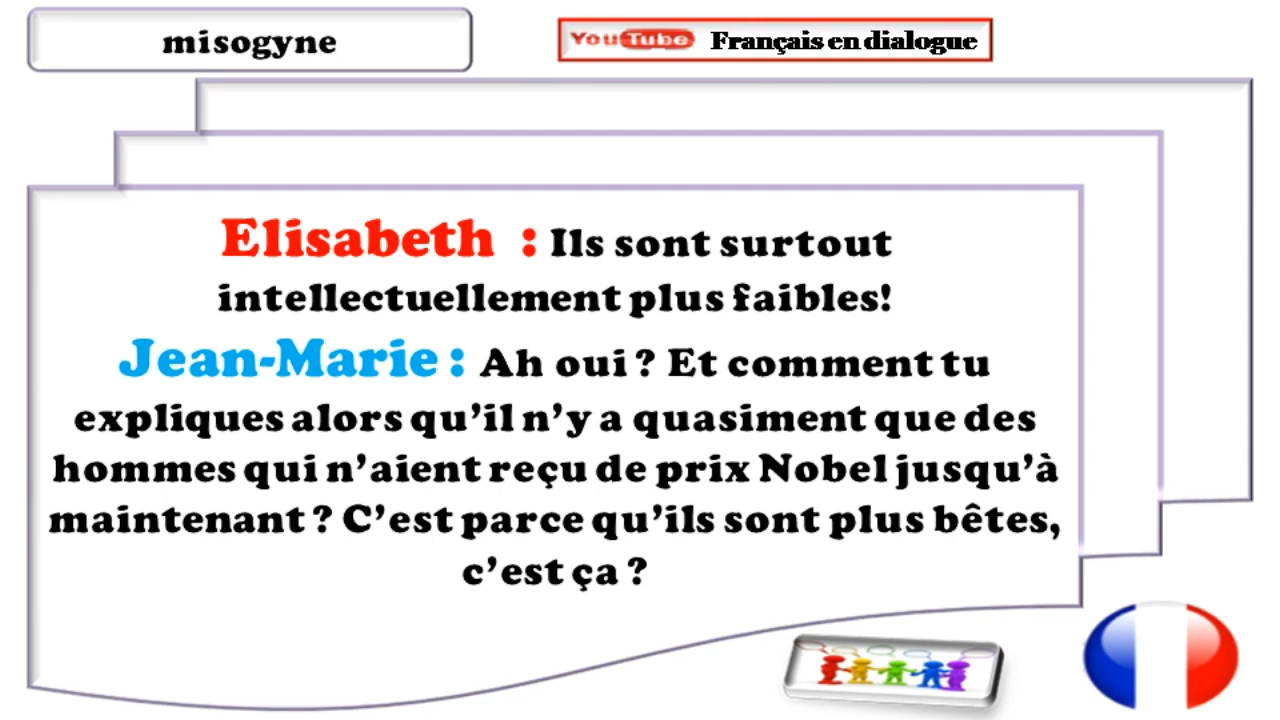 misogyne
YouTube Français en dialogue
Elisabeth : Ils sont surtout
intellectuellement plus faibles!
Jean-Marie : Ah oui ? Et comment tu
expliques alors qu’il n’y a quasiment que des
hommes qui n’aient reçu de prix Nobel jusqu’à
maintenant ? C’est parce qu’ils sont plus bêtes,
c’est ça ?